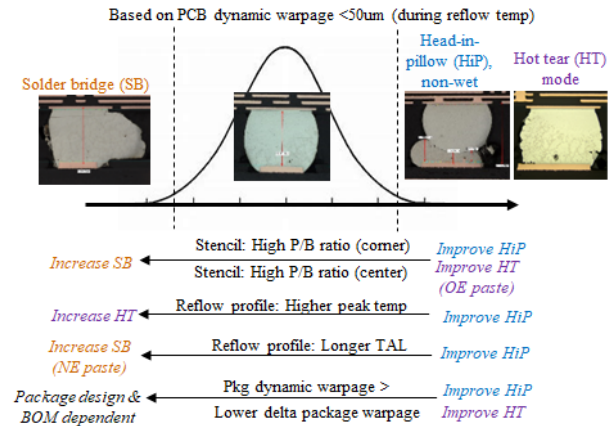 Based on PCB dynamic warpage <50um (during reflow temp)
Solder bridge (SB)
Head-in-
pillow (HiP),
non-wet
Hot tear (HT)
mode
Stencil: High P/B ratio (corner)
Increase SB
Stencil: High P/B ratio (center)
Improve HiP
Improve HT
(OE paste)
Reflow profile: Higher peak temp
Increase HT
Improve HiP
Increase SB
(NE paste)
Reflow profile: Longer TAL
Improve HiP
Package design &
BOM dependent
Pkg dynamic warpage >
Lower delta package warpage
Improve HiP
Improve HT